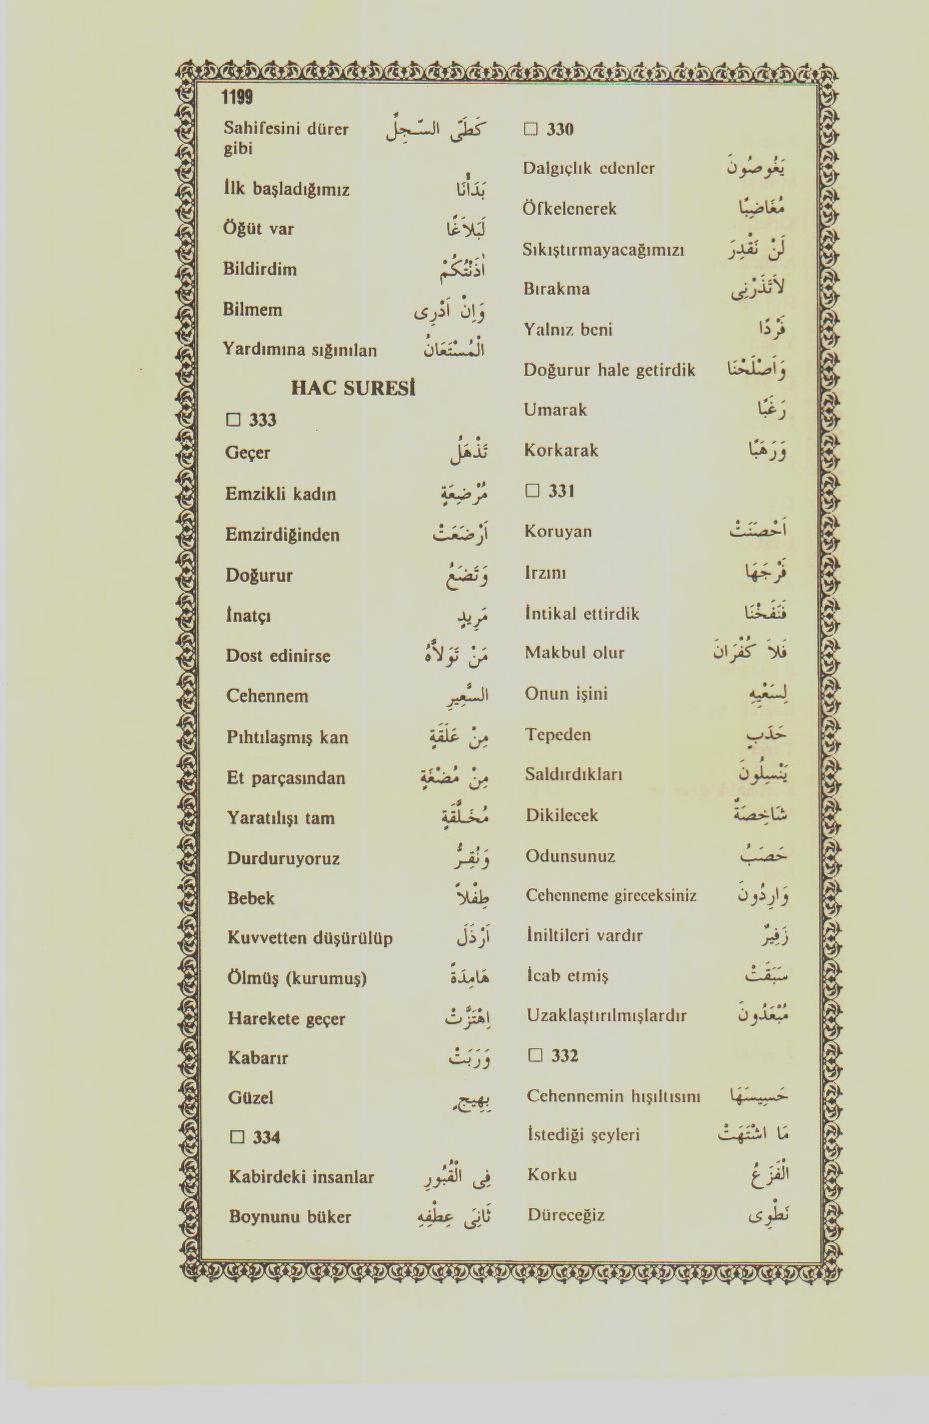 1199
□ 330
Dalgıçlık edenler يَغُوصُونَ
Öfkelenerek مُغَاضِبًا
Sıkıştırmayacağımızı لَنْ نَقْدِرَ
Bırakma لَاتَذَرْنِى
Yalnız beni فَرْدًا
Doğurur hale getirdik وَاَصْلَحْنَا
Umarak رَغَبًا
Korkarak وَرَهَبًا
□ 331
Koruyan اَحْصَنَتْ
Irzını فَرْجَهَا
İntikal ettirdik فَنَفَخْنَا
Makbul olur فَلاَ كُفْرَانَ
Onun işini لِسَعْيِهِ
Tepeden حَدَبٍ
Saldırdıkları يَنْسِلُونَ
Dikilecek شَاخِصَةٌ
Odunsunuz حَصَبُ
Cehenneme gireceksiniz وَارِدُونَ
İniltileri vardır زَفِيرٌ
İcab etmiş سَبَقَتْ
Uzaklaştırılmışlardır مُبْعَدُونَ
□ 332
Cehennemin hışıltısını حَسِيسَهَا
İstediği şeyleri مَا اشْتَهَتْ
Korku الْفَزَعُ
Düreceğiz نَطْوِى
Sahifesini dürer كَطَىِّ السِّجِلِّ
gibi
İlk başladığımız بَدَأْنَا
Öğüt var لَبَلَاغًا
Bildirdim اٰذَنْتُكُمْ
Bilmem وَاِنْ اَدْرِى
Yardımına sığınılan الْمُسْتَعَانُ
HAC SURESİ
□ 333
Geçer تَذْهَلُ
Emzikli kadın مُرْضِعَةٍ
Emzirdiğinden اَرْضَعَتْ
Doğurur وَتَضَعُ
İnatçı مَرِيدٍ
Dost edinirse مَنْ تَوَلاَّهُ
Cehennem السَّعِيرِ
Pıhtılaşmış kan مِنْ عَلَقَةٍ
Et parçasından مِنْ مُضْغَةٍ
Yaratılışı tam مُخَلَّقَةٍ
Durduruyoruz وَنُقِرُّ
Bebek طِفْلاً
Kuvvetten düşürülüp اَرْذَلِ
Ölmüş (kurumuş) هَامِدَةً
Harekete geçer اهْتَزَّتْ
Kabarır وَرَبَتْ
Güzel بَهِيجٍ
□ 334
Kabirdeki insanlar فِى الْقُبُورِ
Boynunu büker ثَانِىَ عِطْفِهِ